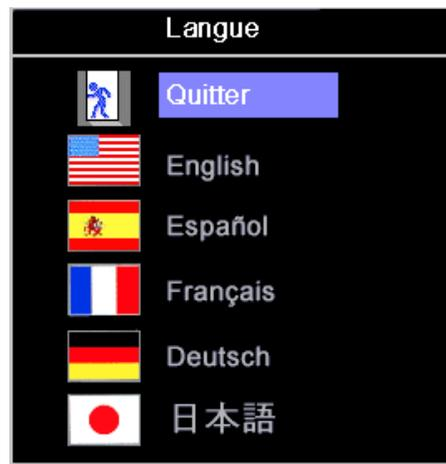 Langue
Quitter
English
Español
Français
Deutsch
日本語